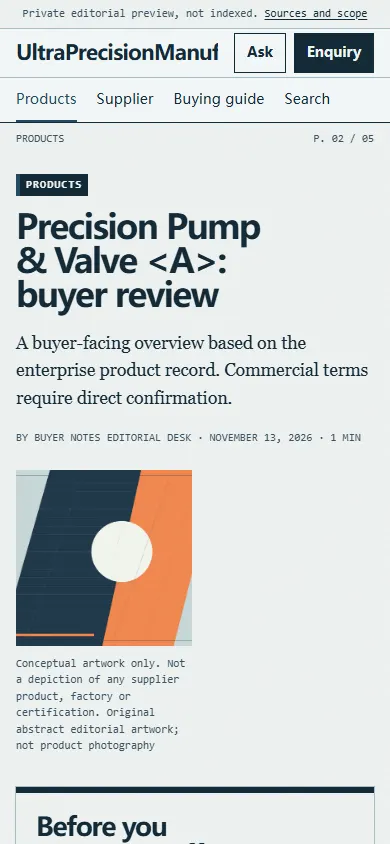 Private editorial preview, not indexed. Sources and scope
UltraPrecisionManuf
Ask
Enquiry
Products
Supplier
Buying guide
Search
PRODUCTS
P. 02 / 05
PRODUCTS
Precision Pump
& Valve <A>:
buyer review
A buyer-facing overview based on the
enterprise product record. Commercial terms
require direct confirmation.
BY BUYER NOTES EDITORIAL DESK · NOVEMBER 13, 2026 · 1 MIN
Conceptual artwork only. Not
a depiction of any supplier
product, factory or
certification. Original
abstract editorial artwork;
not product photography
Before you